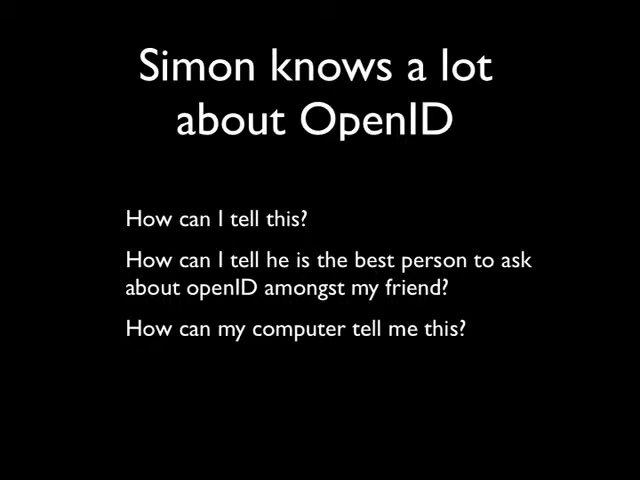 Simon knows a lot
about OpenID
How can I tell this?
How can I tell he is the best person to ask
about openID amongst my friend?
How can my computer tell me this?